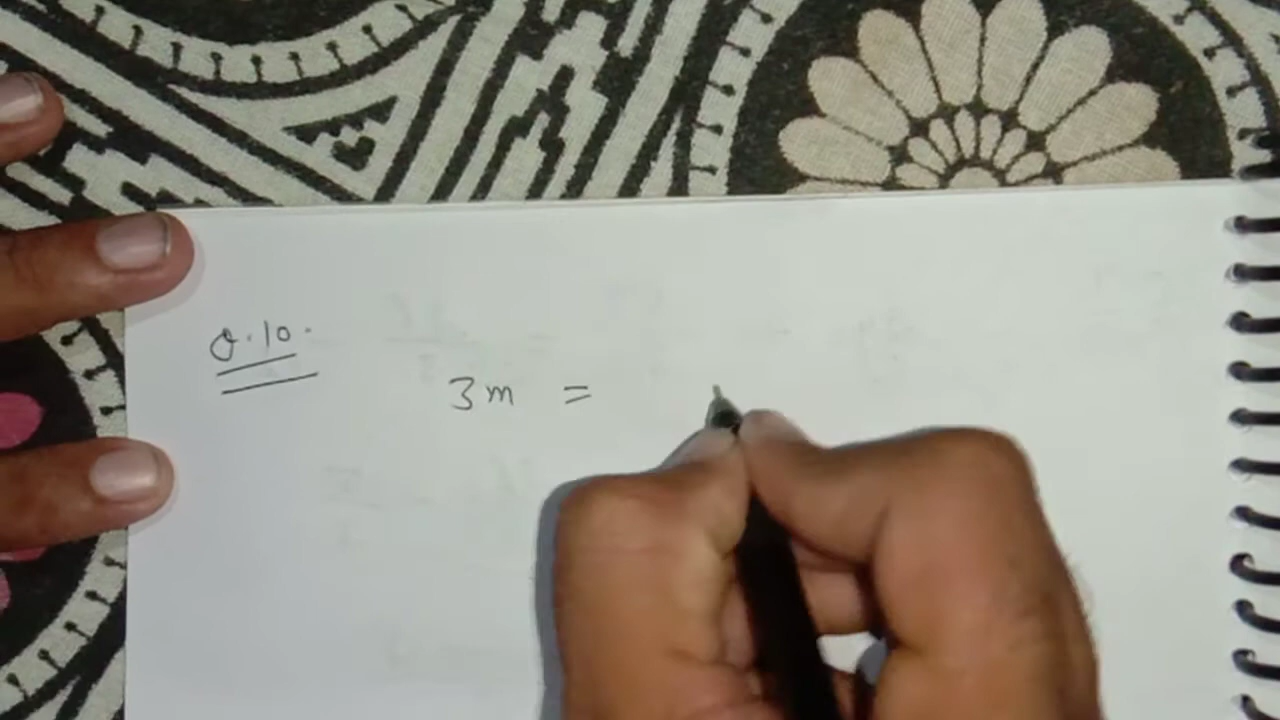 Q.10.
3m =